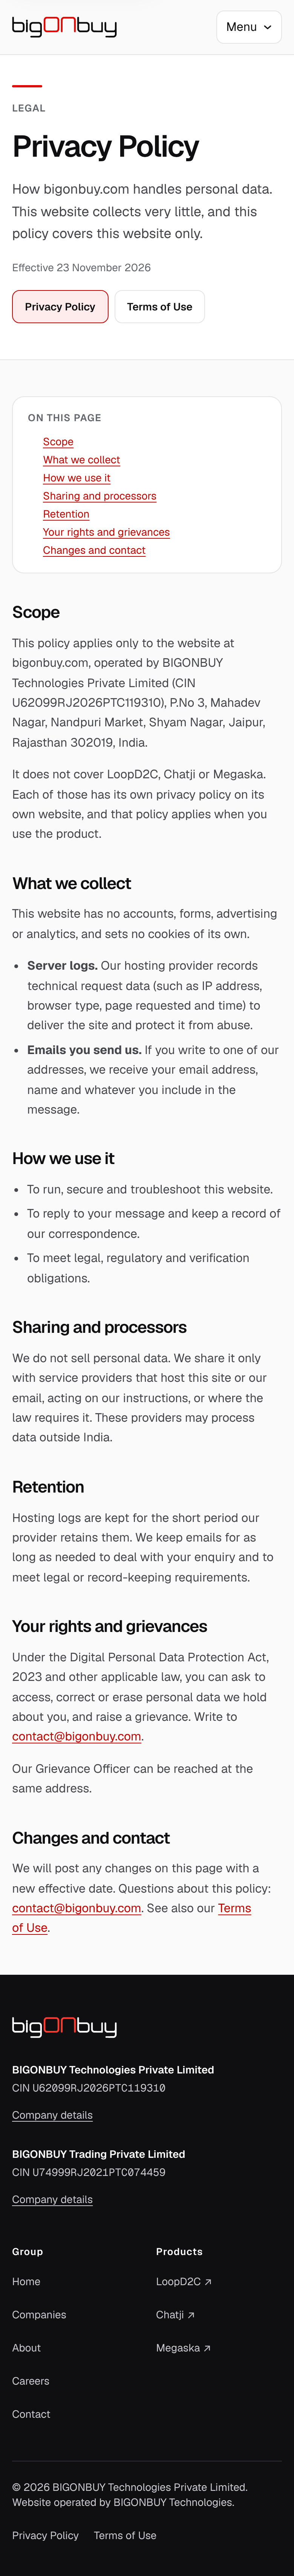 bigONbuy
Menu
LEGAL
Privacy Policy
How bigonbuy.com handles personal data.
This website collects very little, and this
policy covers this website only.
Effective 23 November 2026
Privacy Policy
Terms of Use
ON THIS PAGE
Scope
What we collect
How we use it
Sharing and processors
Retention
Your rights and grievances
Changes and contact
Scope
This policy applies only to the website at
bigonbuy.com, operated by BIGONBUY
Technologies Private Limited (CIN
U62099RJ2026PTC119310), P.No 3, Mahadev
Nagar, Nandpuri Market, Shyam Nagar, Jaipur,
Rajasthan 302019, India.
It does not cover LoopD2C, Chatji or Megaska.
Each of those has its own privacy policy on its
own website, and that policy applies when you
use the product.
What we collect
This website has no accounts, forms, advertising
or analytics, and sets no cookies of its own.
• Server logs. Our hosting provider records
technical request data (such as IP address,
browser type, page requested and time) to
deliver the site and protect it from abuse.
• Emails you send us. If you write to one of our
addresses, we receive your email address,
name and whatever you include in the
message.
How we use it
• To run, secure and troubleshoot this website.
• To reply to your message and keep a record of
our correspondence.
• To meet legal, regulatory and verification
obligations.
Sharing and processors
We do not sell personal data. We share it only
with service providers that host this site or our
email, acting on our instructions, or where the
law requires it. These providers may process
data outside India.
Retention
Hosting logs are kept for the short period our
provider retains them. We keep emails for as
long as needed to deal with your enquiry and to
meet legal or record-keeping requirements.
Your rights and grievances
Under the Digital Personal Data Protection Act,
2023 and other applicable law, you can ask to
access, correct or erase personal data we hold
about you, and raise a grievance. Write to
contact@bigonbuy.com.
Our Grievance Officer can be reached at the
same address.
Changes and contact
We will post any changes on this page with a
new effective date. Questions about this policy:
contact@bigonbuy.com. See also our Terms
of Use.
bigONbuy
BIGONBUY Technologies Private Limited
CIN U62099RJ2026PTC119310
Company details
BIGONBUY Trading Private Limited
CIN U74999RJ2021PTC074459
Company details
Group
Home
Companies
About
Careers
Contact
Products
LoopD2C ↗
Chatji ↗
Megaska ↗
© 2026 BIGONBUY Technologies Private Limited.
Website operated by BIGONBUY Technologies.
Privacy Policy
Terms of Use